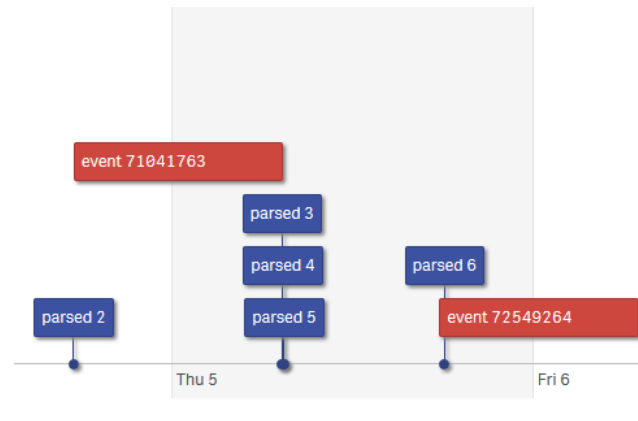 event 71041763
parsed 3
parsed 4
parsed 6
parsed 2
parsed 5
event 72549264
Thu 5
Fri 6